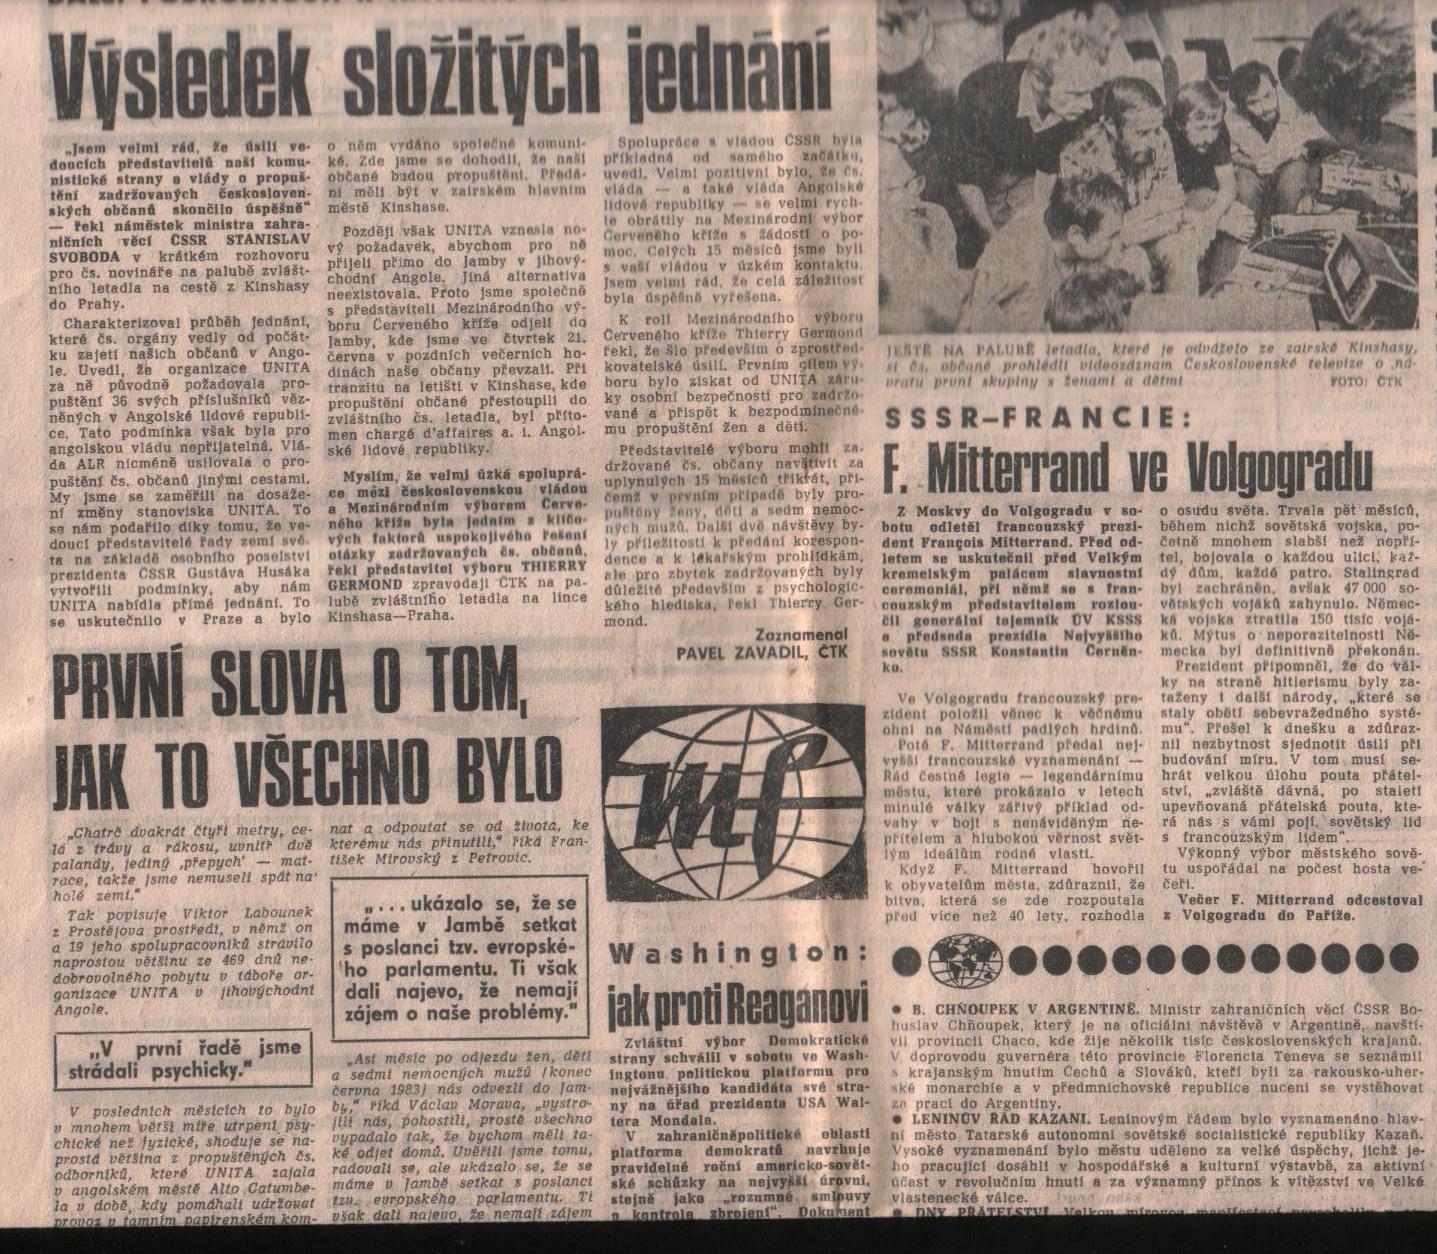 Výsledek složitých jednání
„Jsem velmi rád, že úsilí ve-
doucích představitelů naší komu-
nistické strany a vlády o propuš-
tění zadržovaných českosloven-
ských občanů skončilo úspěšně“
— řekl náměstek ministra zahra-
ničních věcí ČSSR STANISLAV
SVOBODA v krátkém rozhovoru
pro čs. novináře na palubě zvlášt-
ního letadla na cestě z Kinshasy
do Prahy.
Charakterizoval průběh jednání,
které čs. orgány vedly od počát-
ku zajetí našich občanů v Ango-
le. Uvedl, že organizace UNITA
za ně původně požadovala pro-
puštění 36 svých příslušníků věz-
něných v Angolské lidové republi-
ce. Tato podmínka však byla pro
angolskou vládu nepřijatelná. Vlá-
da ALR nicméně usilovala o pro-
puštění čs. občanů jinými cestami.
My jsme se zaměřili na dosaže-
ní změny stanoviska UNITA. To
se nám podařilo díky tomu, že ve-
doucí představitelé řady zemí svě-
ta na základě osobního poselství
prezidenta ČSSR Gustáva Husáka
vytvořili podmínky, aby nám
UNITA nabídla přímé jednání. To
se uskutečnilo v Praze a bylo
o něm vydáno společné komuni-
ké. Zde jsme se dohodli, že naši
občané budou propuštěni. Předá-
ni měli být v zairském hlavním
městě Kinshase.
Později však UNITA vznesla no-
vý požadavek, abychom pro ně
přijeli přímo do Jamby v jihový-
chodní Angole. Jiná alternativa
neexistovala. Proto jsme společně
s představiteli Mezinárodního vý-
boru Červeného kříže odjeli do
Jamby, kde jsme ve čtvrtek 21.
června v pozdních večerních ho-
dinách naše občany převzali. Při
tranzitu na letišti v Kinshase, kde
propuštění občané přestoupili do
zvláštního čs. letadla, byl příto-
men chargé d'affaires a. i. Angol-
ské lidové republiky.
Myslím, že velmi úzká spoluprá-
ce mezi československou vládou
a Mezinárodním výborem Červe-
ného kříže byla jedním z klíčo-
vých faktorů uspokojivého řešení
otázky zadržovaných čs. občanů,
řekl představitel výboru THIERRY
GERMOND zpravodaji ČTK na pa-
lubě zvláštního letadla na lince
Kinshasa—Praha.
Spolupráce s vládou ČSSR byla
příkladná od samého začátku,
uvedl. Velmi pozitivní bylo, že čs.
vláda — a také vláda Angolské
lidové republiky — se velmi rych-
le obrátily na Mezinárodní výbor
Červeného kříže s žádostí o po-
moc. Celých 15 měsíců jsme byli
s vaší vládou v úzkém kontaktu.
Jsem velmi rád, že celá záležitost
byla úspěšně vyřešena.
K roli Mezinárodního výboru
Červeného kříže Thierry Germond
řekl, že šlo především o zprostřed-
kovatelské úsilí. Prvním cílem vý-
boru bylo získat od UNITA záru-
ky osobní bezpečnosti pro zadržo-
vané a přispět k bezpodmínečné-
mu propuštění žen a dětí.
Představitelé výboru mohli za-
držované čs. občany navštívit za
uplynulých 15 měsíců třikrát, při-
čemž v prvním případě byly pro-
puštěny ženy, děti a sedm nemoc-
ných mužů. Další dvě návštěvy by-
ly příležitostí k předání korespon-
dence a k lékařským prohlídkám,
ale pro zbytek zadržovaných byly
důležité především z psychologic-
kého hlediska, řekl Thierry Ger-
mond.
Zaznamenal
PAVEL ZAVADIL, ČTK
JEŠTĚ NA PALUBĚ letadla, které je odváželo ze zairské Kinshasy,
si čs. občané prohlédli videozáznam Československé televize o ná-
vratu první skupiny s ženami a dětmi
FOTO: ČTK
SSSR–FRANCIE:
F. Mitterrand ve Volgogradu
Z Moskvy do Volgogradu v so-
botu odletěl francouzský prezi-
dent François Mitterrand. Před od-
letem se uskutečnil před Velkým
kremelským palácem slavnostní
ceremoniál, při němž se s fran-
couzským představitelem rozlou-
čil generální tajemník ÚV KSSS
a předseda prezídia Nejvyššího
sovětu SSSR Konstantin Černěn-
ko.
Ve Volgogradu francouzský pre-
zident položil věnec k věčnému
ohni na Náměstí padlých hrdinů.
Poté F. Mitterrand předal nej-
vyšší francouzské vyznamenání —
Řád čestné legie — legendárnímu
městu, které prokázalo v letech
minulé války zářivý příklad od-
vahy v boji s nenáviděným ne-
přítelem a hlubokou věrnost svět-
lým ideálům rodné vlasti.
Když F. Mitterrand hovořil
k obyvatelům města, zdůraznil, že
bitva, která se zde rozpoutala
před více než 40 lety, rozhodla
o osudu světa. Trvala pět měsíců,
během nichž sovětská vojska, po-
četně mnohem slabší než nepří-
tel, bojovala o každou ulici, kaž-
dý dům, každé patro. Stalingrad
byl zachráněn, avšak 47 000 so-
větských vojáků zahynulo. Němec-
ká vojska ztratila 150 tisíc vojá-
ků. Mýtus o neporazitelnosti Ně-
mecka byl definitivně překonán.
Prezident připomněl, že do vál-
ky na straně hitlerismu byly za-
taženy i další národy, „které se
staly obětí sebevražedného systé-
mu“. Přešel k dnešku a zdůraz-
nil nezbytnost sjednotit úsilí při
budování míru. V tom musí se-
hrát velkou úlohu pouta přátel-
ství, „zvláště dávná, po staletí
upevňovaná přátelská pouta, kte-
rá nás s vámi pojí, sovětský lid
s francouzským lidem“.
Výkonný výbor městského sově-
tu uspořádal na počest hosta ve-
čeři.
Večer F. Mitterrand odcestoval
z Volgogradu do Paříže.
PRVNÍ SLOVA O TOM,
JAK TO VŠECHNO BYLO
„Chatrč dvakrát čtyři metry, ce-
lá z trávy a rákosu, uvnitř dvě
palandy, jediný ‚přepych‘ — mat-
race, takže jsme nemuseli spát na
holé zemi.“
Tak popisuje Viktor Labounek
z Prostějova prostředí, v němž on
a 19 jeho spolupracovníků strávilo
naprostou většinu ze 469 dnů ne-
dobrovolného pobytu v táboře or-
ganizace UNITA v jihovýchodní
Angole.
„V první řadě jsme
strádali psychicky.“
V posledních měsících to bylo
v mnohem větší míře utrpení psy-
chické než fyzické, shoduje se na-
prostá většina z propuštěných čs.
odborníků, které UNITA zajala
v angolském městě Alto Catumbe-
la v době, kdy pomáhali udržovat
provoz v tamním papírenském kom-
nat a odpoutat se od života, ke
kterému nás přinutili,“ říká Fran-
tišek Mirovský z Petrovic.
„...ukázalo se, že se
máme v Jambě setkat
s poslanci tzv. evropské-
ho parlamentu. Ti však
dali najevo, že nemají
zájem o naše problémy.“
„Asi měsíc po odjezdu žen, dětí
a sedmi nemocných mužů (konec
června 1983) nás odvezli do Jam-
by,“ říká Václav Morava, „vystro-
jili nás, pohostili, prostě všechno
vypadalo tak, že bychom měli ta-
ké odjet domů. Uvěřili jsme tomu,
radovali se, ale ukázalo se, že se
máme v Jambě setkat s poslanci
tzv. evropského parlamentu. Ti
však dali najevo, že nemají zájem
mf
Washington:
jak proti Reaganovi
Zvláštní výbor Demokratické
strany schválil v sobotu ve Wash-
ingtonu politickou platformu pro
nejvážnějšího kandidáta své stra-
ny na úřad prezidenta USA Wal-
tera Mondala.
V zahraničněpolitické oblasti
platforma demokratů navrhuje
pravidelné roční americko-sovět-
ské schůzky na nejvyšší úrovni,
stejně jako „rozumné smlouvy
o kontrole zbrojení“. Dokument
● B. CHŇOUPEK V ARGENTINĚ. Ministr zahraničních věcí ČSSR Bo-
huslav Chňoupek, který je na oficiální návštěvě v Argentině, navští-
vil provincii Chaco, kde žije několik tisíc československých krajanů.
V doprovodu guvernéra této provincie Florencia Teneva se seznámil
s krajanským hnutím Čechů a Slováků, kteří byli za rakousko-uher-
ské monarchie a v předmnichovské republice nuceni se vystěhovat
za prací do Argentiny.
● LENINŮV ŘÁD KAZANI. Leninovým řádem bylo vyznamenáno hlav-
ní město Tatarské autonomní sovětské socialistické republiky Kazaň.
Vysoké vyznamenání bylo městu uděleno za velké úspěchy, jichž je-
ho pracující dosáhli v hospodářské a kulturní výstavbě, za aktivní
účast v revolučním hnutí a za významný přínos k vítězství ve Velké
vlastenecké válce.
● DNY PŘÁTELSTVÍ. Velkou mírovou manifestací